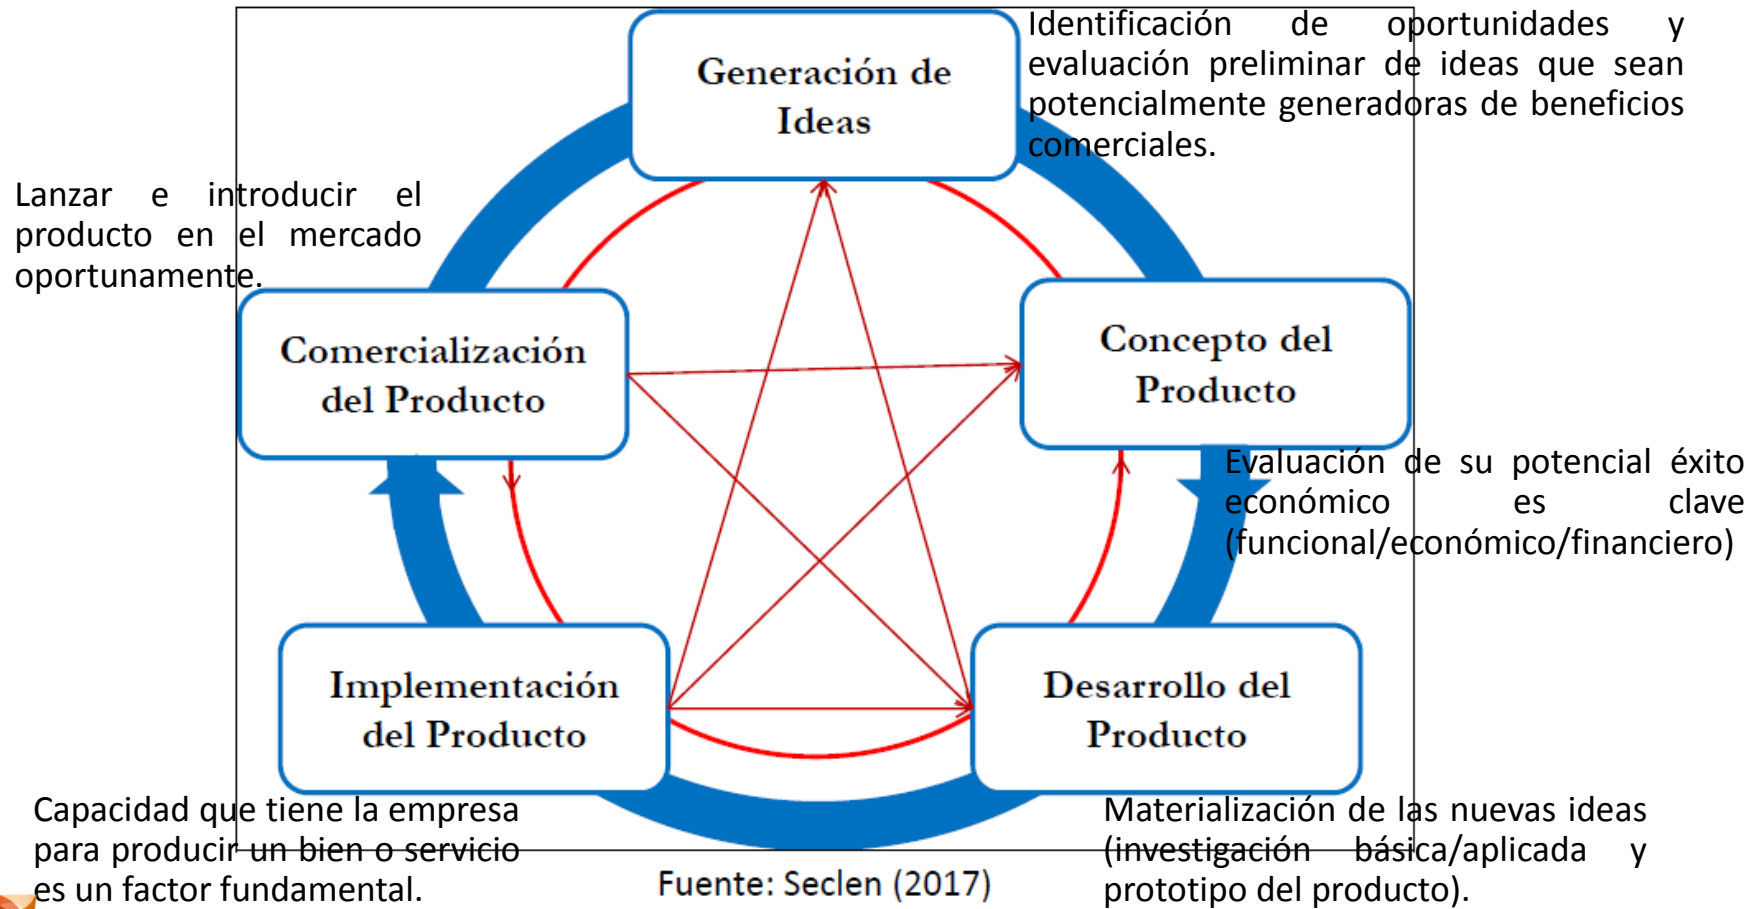 Generación de
Ideas
Identificación de oportunidades y
evaluación preliminar de ideas que sean
potencialmente generadoras de beneficios
comerciales.
Lanzar e introducir el
producto en el mercado
oportunamente.
Comercialización
del Producto
Concepto del
Producto
Evaluación de su potencial éxito
económico es clave
(funcional/económico/financiero)
Implementación
del Producto
Desarrollo del
Producto
Capacidad que tiene la empresa
para producir un bien o servicio
es un factor fundamental.
Materialización de las nuevas ideas
(investigación básica/aplicada y
prototipo del producto).
Fuente: Seclen (2017)